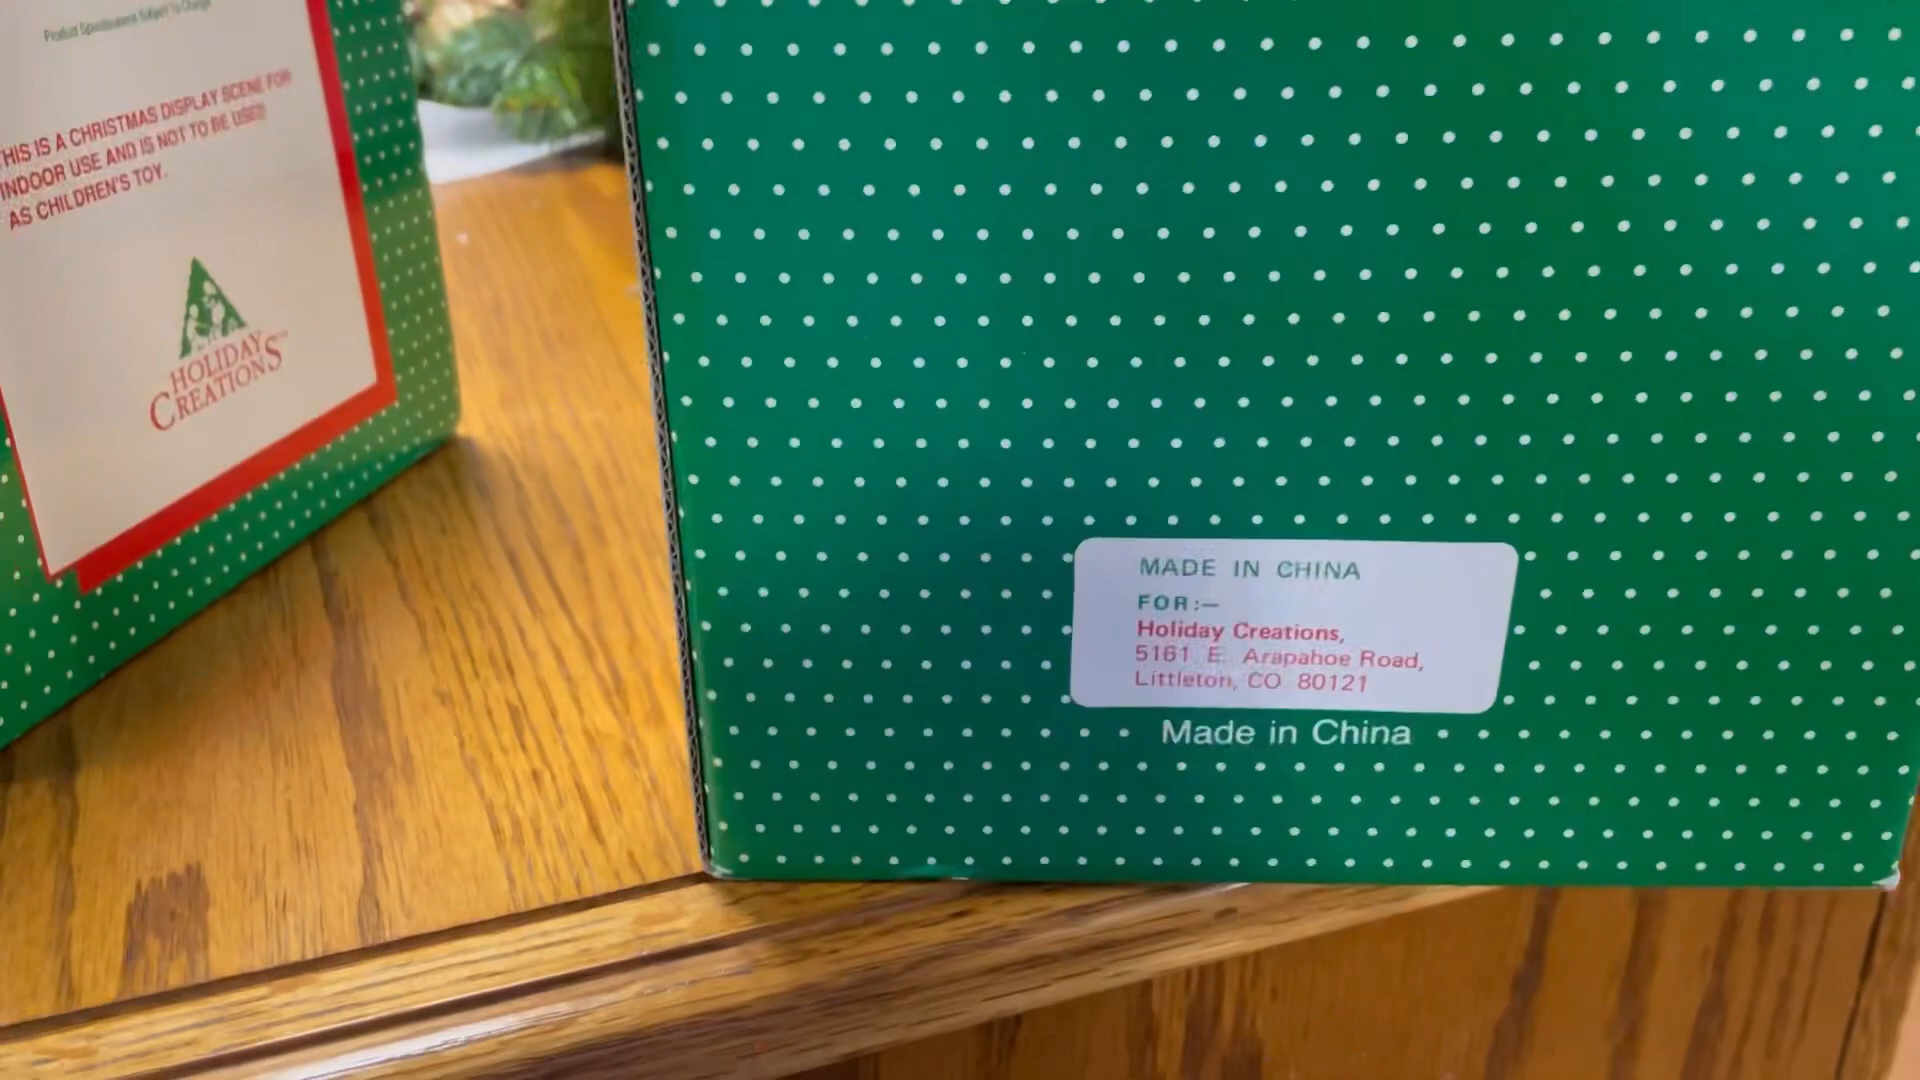 Product Specifications Subject To Change
THIS IS A CHRISTMAS DISPLAY SCENE FOR
INDOOR USE AND IS NOT TO BE USED
AS CHILDREN'S TOY.
HOLIDAY
CREATIONS™
MADE IN CHINA
FOR:—
Holiday Creations,
5161 E. Arapahoe Road,
Littleton, CO 80121
Made in China